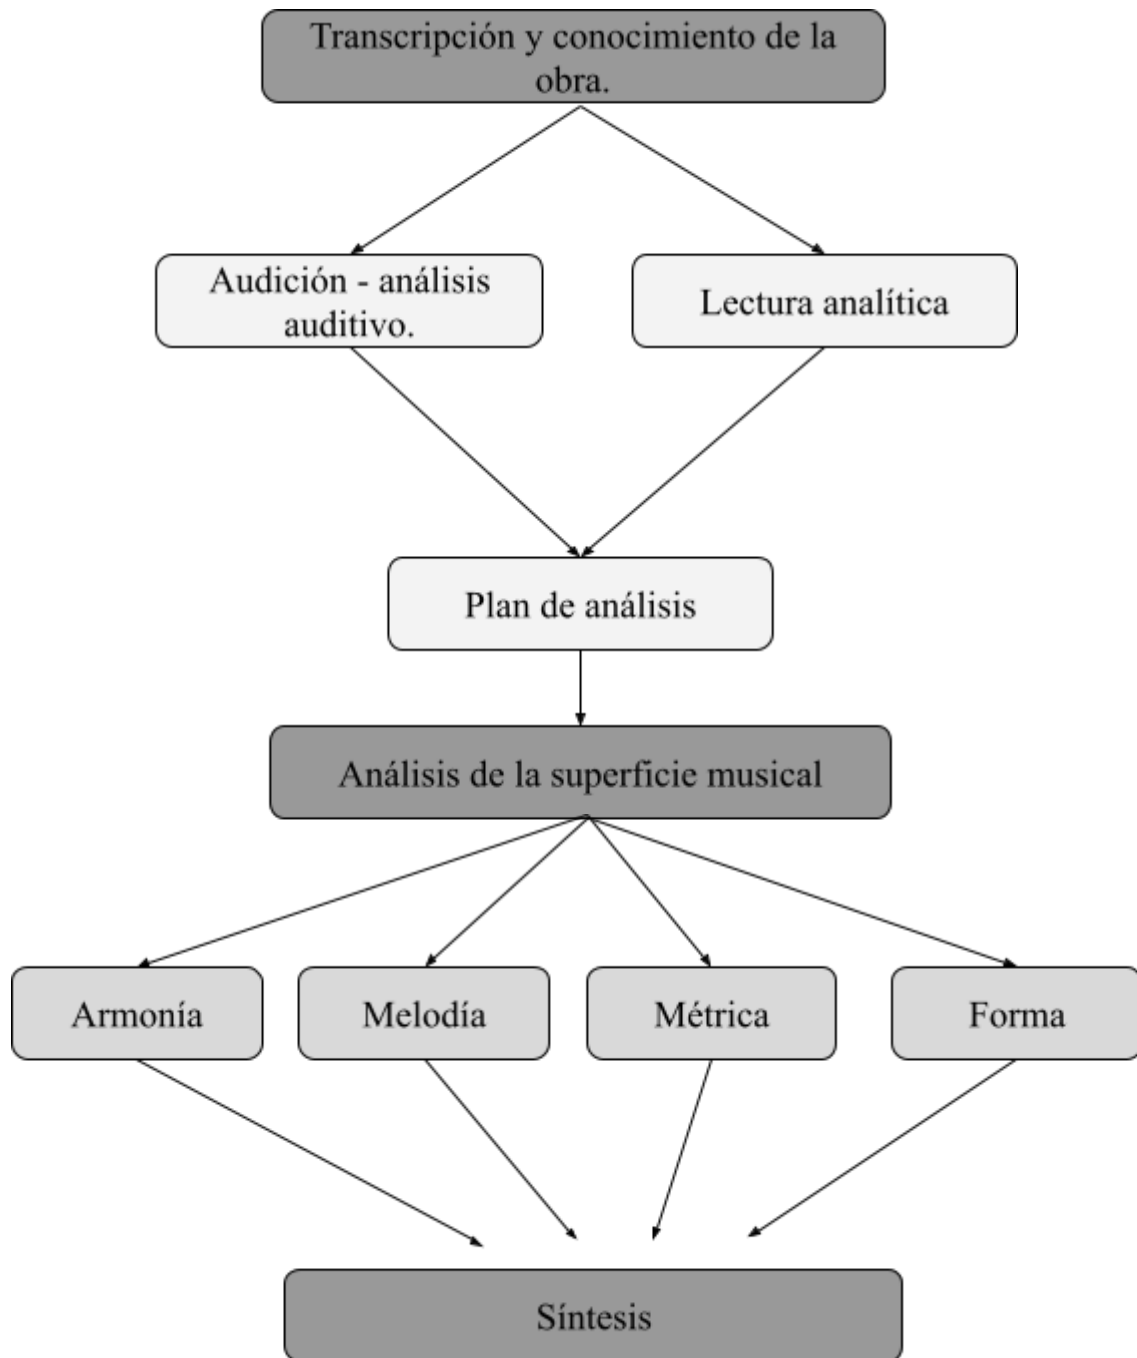 Transcripción y conocimiento de la
obra.
Audición - análisis
auditivo.
Lectura analítica
Plan de análisis
Análisis de la superficie musical
Armonía
Melodía
Métrica
Forma
Síntesis